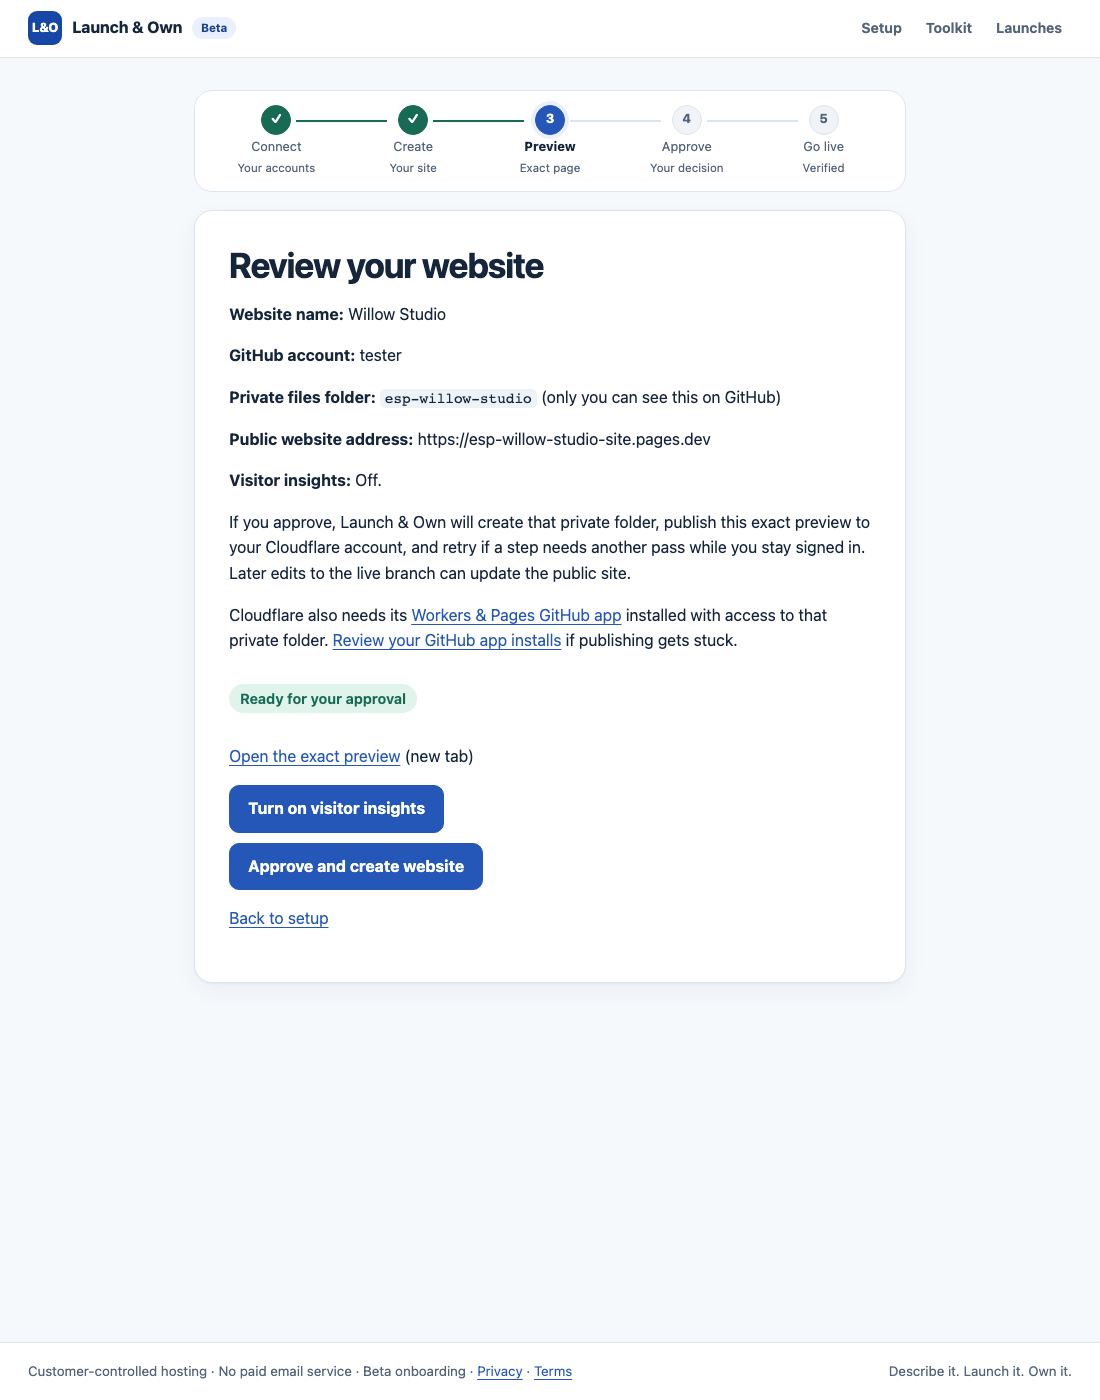 L&O Launch & Own Beta Setup Toolkit Launches
3 4 5
Connect Create Preview Approve Go live
Your accounts Your site Exact page Your decision Verified
Review your website
Website name: Willow Studio
GitHub account: tester
Private files folder: esp-willow-studio (only you can see this on GitHub)
Public website address: https://esp-willow-studio-site.pages.dev
Visitor insights: Off.
If you approve, Launch & Own will create that private folder, publish this exact preview to
your Cloudflare account, and retry if a step needs another pass while you stay signed in.
Later edits to the live branch can update the public site.
Cloudflare also needs its Workers & Pages GitHub app installed with access to that
private folder. Review your GitHub app installs if publishing gets stuck.
Ready for your approval
Open the exact preview (new tab)
Turn on visitor insights
Approve and create website
Back to setup
Customer-controlled hosting · No paid email service · Beta onboarding · Privacy · Terms Describe it. Launch it. Own it.